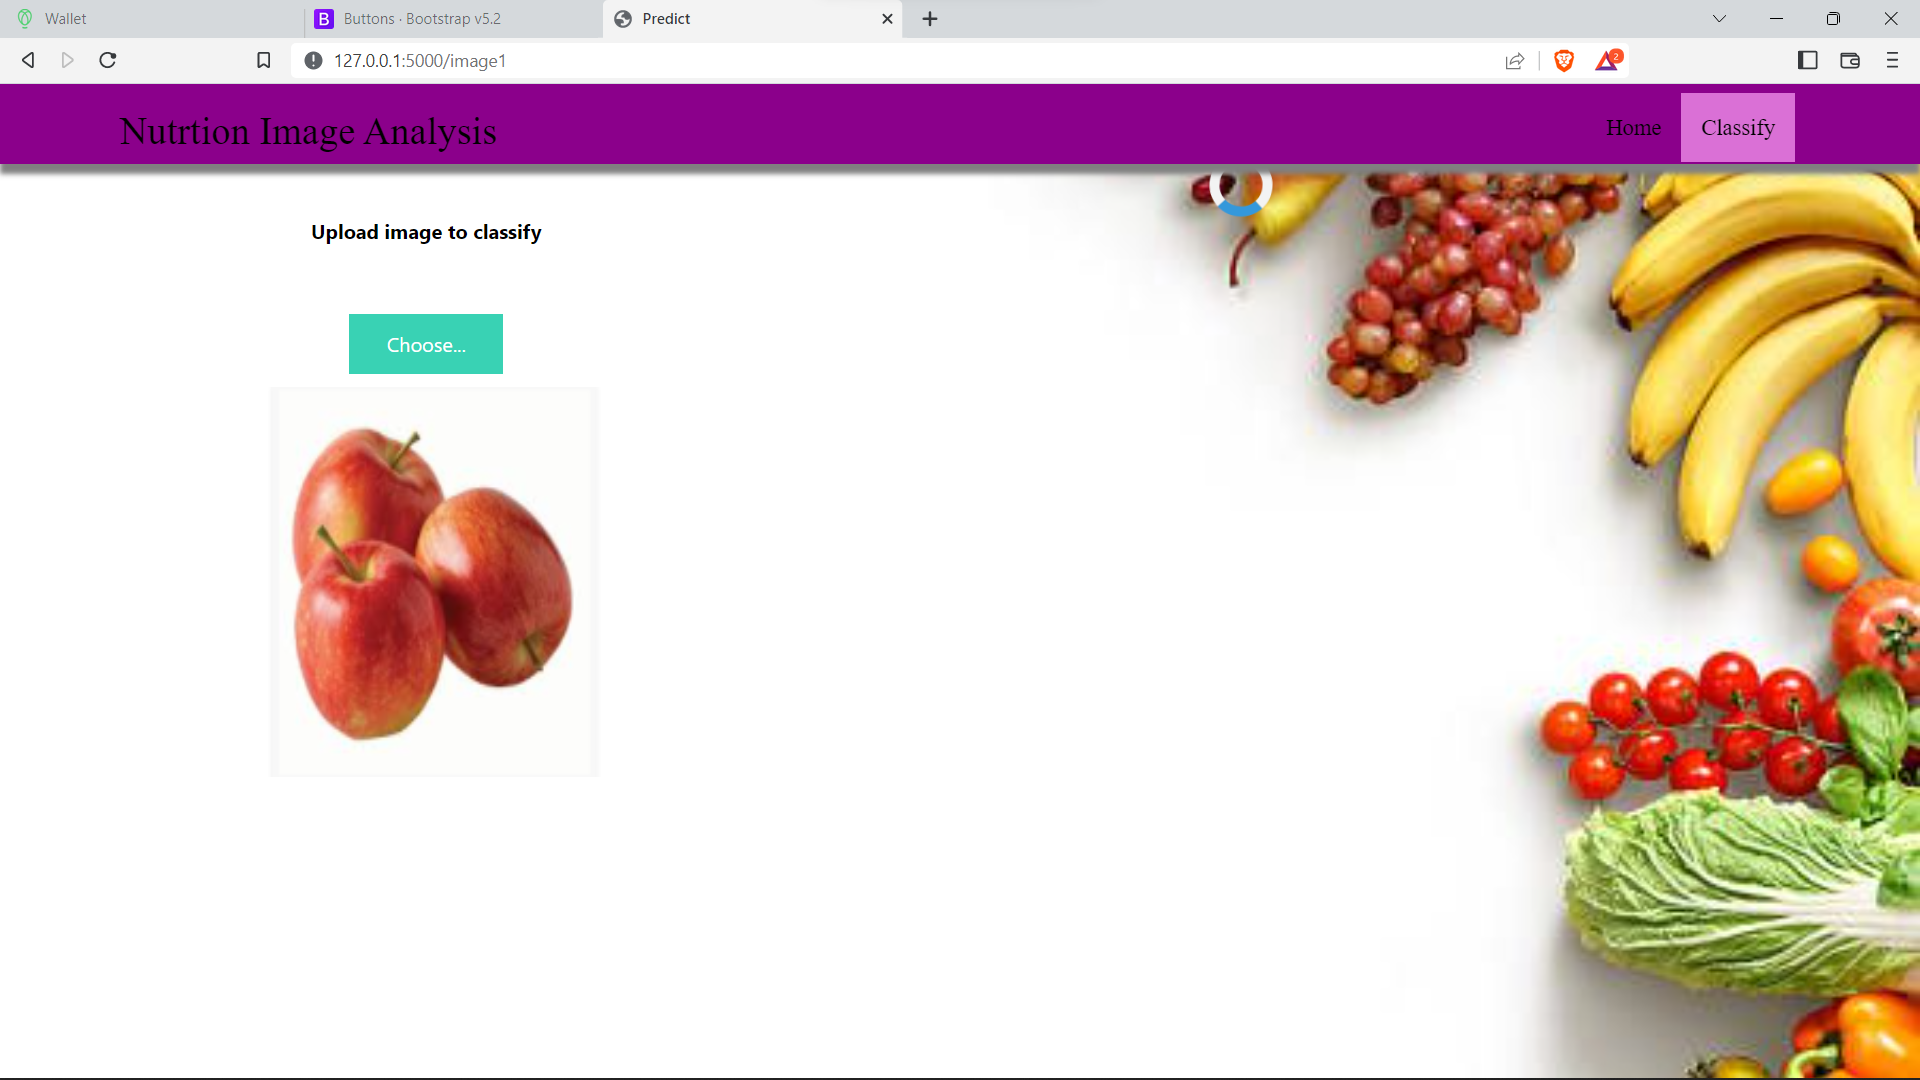 Wallet
B Buttons · Bootstrap v5.2
Predict
127.0.0.1:5000/image1
2
Nutrtion Image Analysis
Home
Classify
Upload image to classify
Choose...